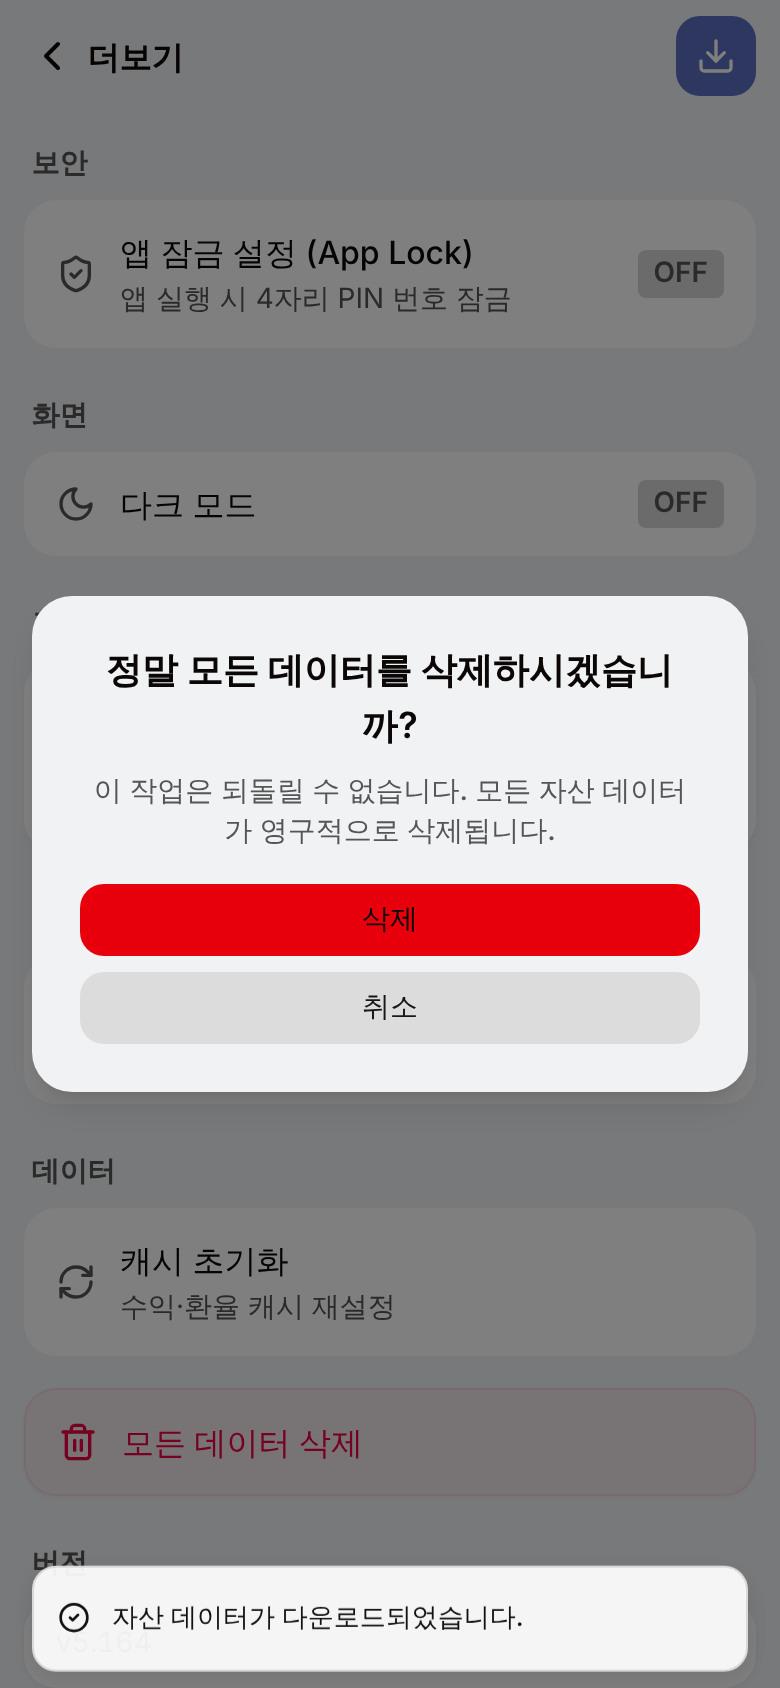 더보기
보안
앱 잠금 설정 (App Lock)
앱 실행 시 4자리 PIN 번호 잠금
OFF
화면
다크 모드
OFF
정말 모든 데이터를 삭제하시겠습니
까?
이 작업은 되돌릴 수 없습니다. 모든 자산 데이터
가 영구적으로 삭제됩니다.
삭제
취소
데이터
캐시 초기화
수익·환율 캐시 재설정
모든 데이터 삭제
버전
자산 데이터가 다운로드되었습니다.
v5.164